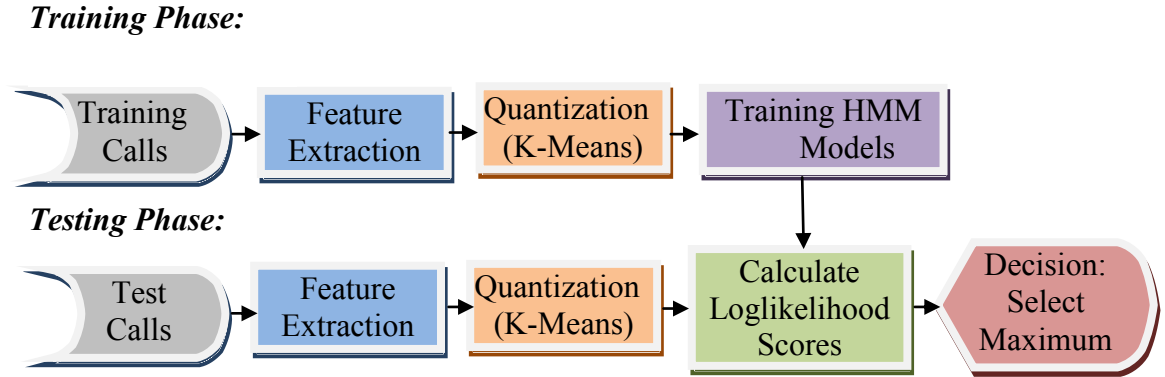 Training Phase:
Training
Calls
Feature
Extraction
Quantization
(K-Means)
Training HMM
Models
Testing Phase:
Test
Calls
Feature
Extraction
Quantization
(K-Means)
Calculate
Loglikelihood
Scores
Decision:
Select
Maximum